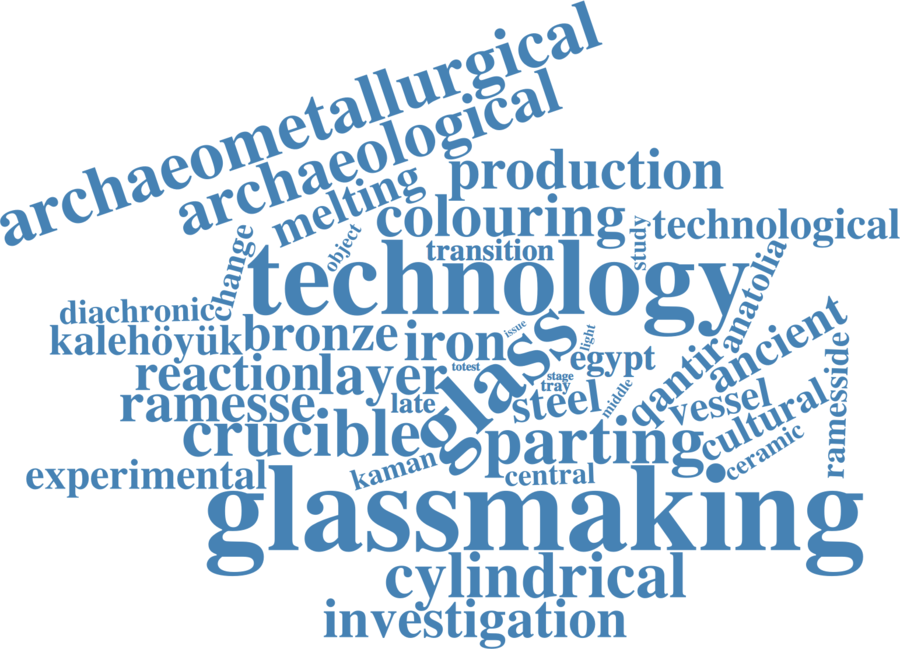 archaeometallurgical
archaeological
melting
production
colouring
technological
object
transition
study
change
technology
anatolia
diachronic
kalehöyük
bronze
iron
issue
light
glass
egypt
qantir
ancient
ramesside
reaction
layer
totest
stage
tray
middle
ramesse
late
steel
vessel
crucible
parting
cultural
ceramic
experimental
kaman
central
glassmaking
cylindrical
investigation